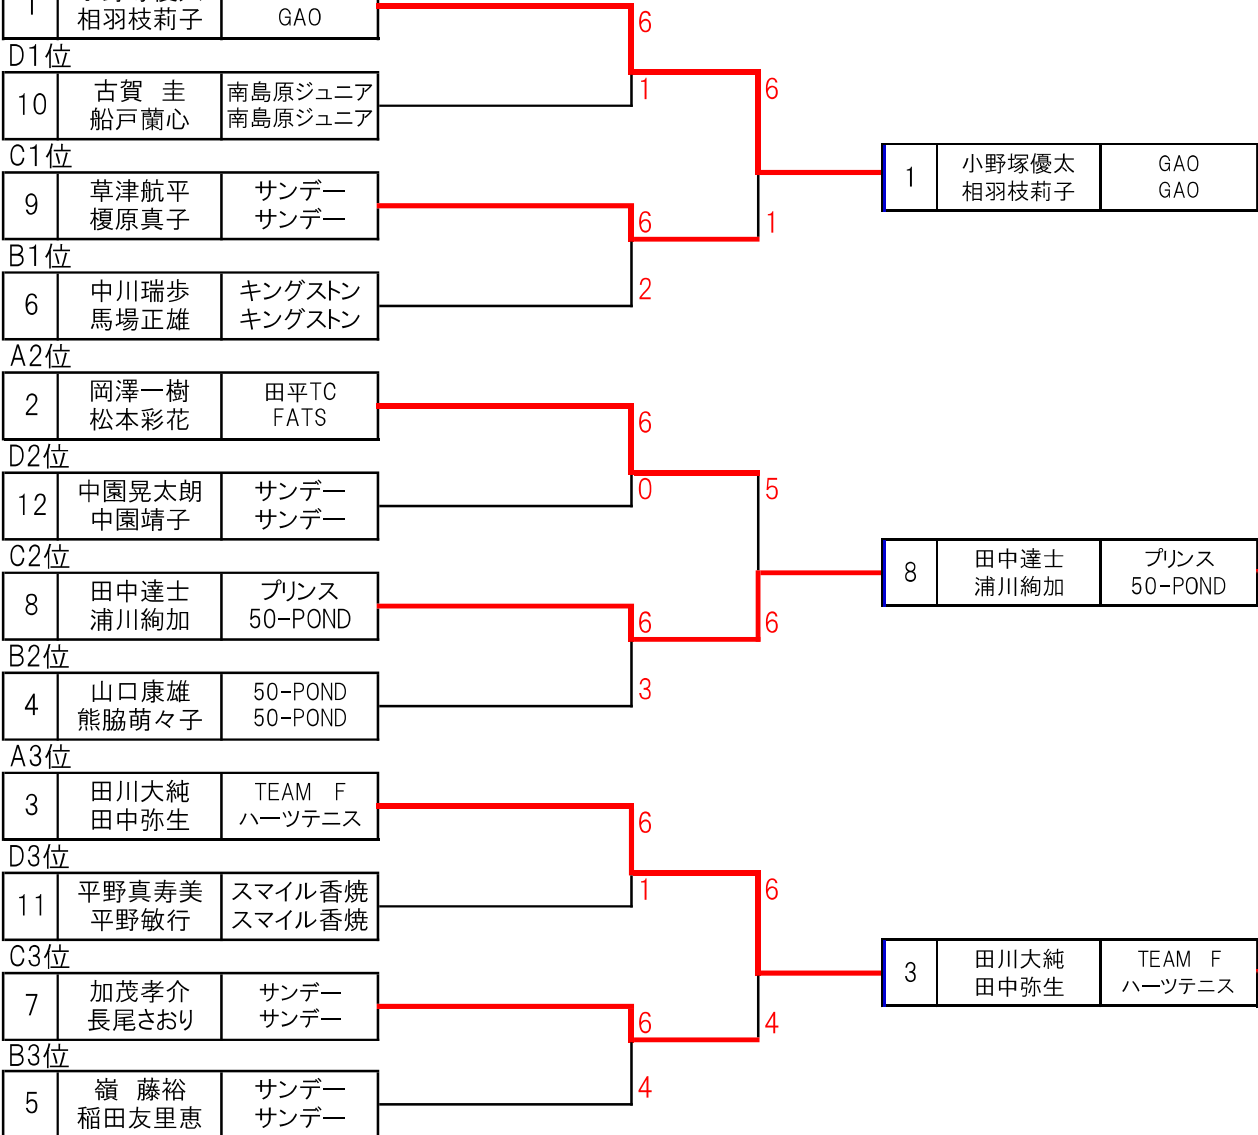 1
相羽枝莉子 GAO
6
D1位
10 古賀 圭 南島原ジュニア
船戸蘭心 南島原ジュニア
1
6
C1位
9 草津航平 サンデー
榎原真子 サンデー
6
1
B1位
6 中川瑞歩 キングストン
馬場正雄 キングストン
2
1 小野塚優太 GAO
相羽枝莉子 GAO
A2位
2 岡澤一樹 田平TC
松本彩花 FATS
6
D2位
12 中園晃太朗 サンデー
中園靖子 サンデー
0
5
C2位
8 田中達士 プリンス
浦川絢加 50-POND
6
6
B2位
4 山口康雄 50-POND
熊脇萌々子 50-POND
3
8 田中達士 プリンス
浦川絢加 50-POND
A3位
3 田川大純 TEAM F
田中弥生 ハーツテニス
6
D3位
11 平野真寿美 スマイル香焼
平野敏行 スマイル香焼
1
6
C3位
7 加茂孝介 サンデー
長尾さおり サンデー
6
4
B3位
5 嶺 藤裕 サンデー
稲田友里恵 サンデー
4
3 田川大純 TEAM F
田中弥生 ハーツテニス